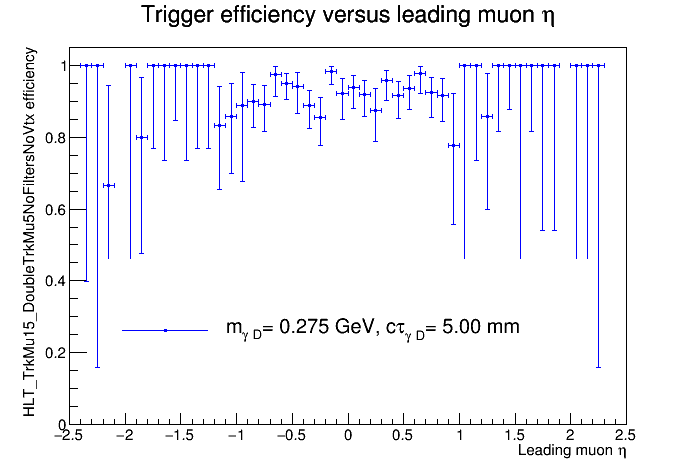 Trigger efficiency versus leading muon η
HLT_TrkMu15_DoubleTrkMu5NoFiltersNoVtx efficiency
1
0.8
0.6
0.4
0.2
0
m_γ D= 0.275 GeV, cτ_γ D= 5.00 mm
−2.5 −2 −1.5 −1 −0.5 0 0.5 1 1.5 2 2.5
Leading muon η